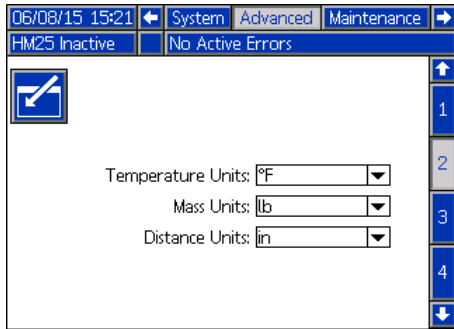 06/08/15 15:21 System Advanced Maintenance
HM25 Inactive No Active Errors
1
Temperature Units: °F
2
Mass Units: lb
3
Distance Units: in
4